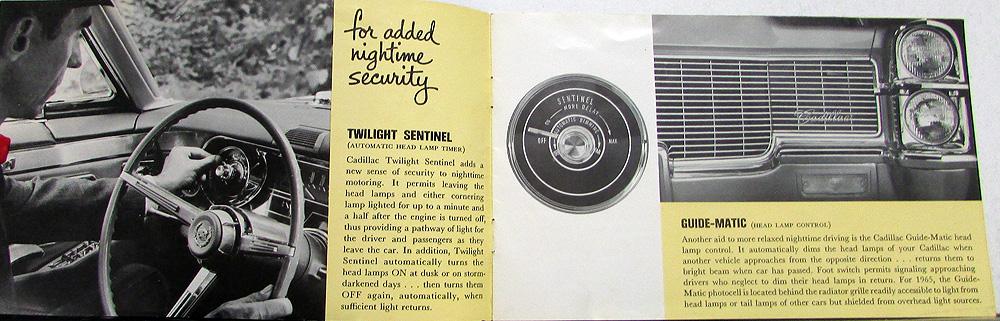 for added
nightime
security
TWILIGHT SENTINEL
(AUTOMATIC HEAD LAMP TIMER)
Cadillac Twilight Sentinel adds a
new sense of security to nighttime
motoring. It permits leaving the
head lamps and either cornering
lamp lighted for up to a minute and
a half after the engine is turned off,
thus providing a pathway of light for
the driver and passengers as they
leave the car. In addition, Twilight
Sentinel automatically turns the
head lamps ON at dusk or on storm-
darkened days . . . then turns them
OFF again, automatically, when
sufficient light returns.
SENTINEL
MORE DELAY
AUTOMATIC DIMMING
OFF
MAX.
Cadillac
GUIDE-MATIC (HEAD LAMP CONTROL)
Another aid to more relaxed nighttime driving is the Cadillac Guide-Matic head
lamp control. It automatically dims the head lamps of your Cadillac when
another vehicle approaches from the opposite direction . . . returns them to
bright beam when car has passed. Foot switch permits signaling approaching
drivers who neglect to dim their head lamps in return. For 1965, the Guide-
Matic photocell is located behind the radiator grille readily accessible to light from
head lamps or tail lamps of other cars but shielded from overhead light sources.